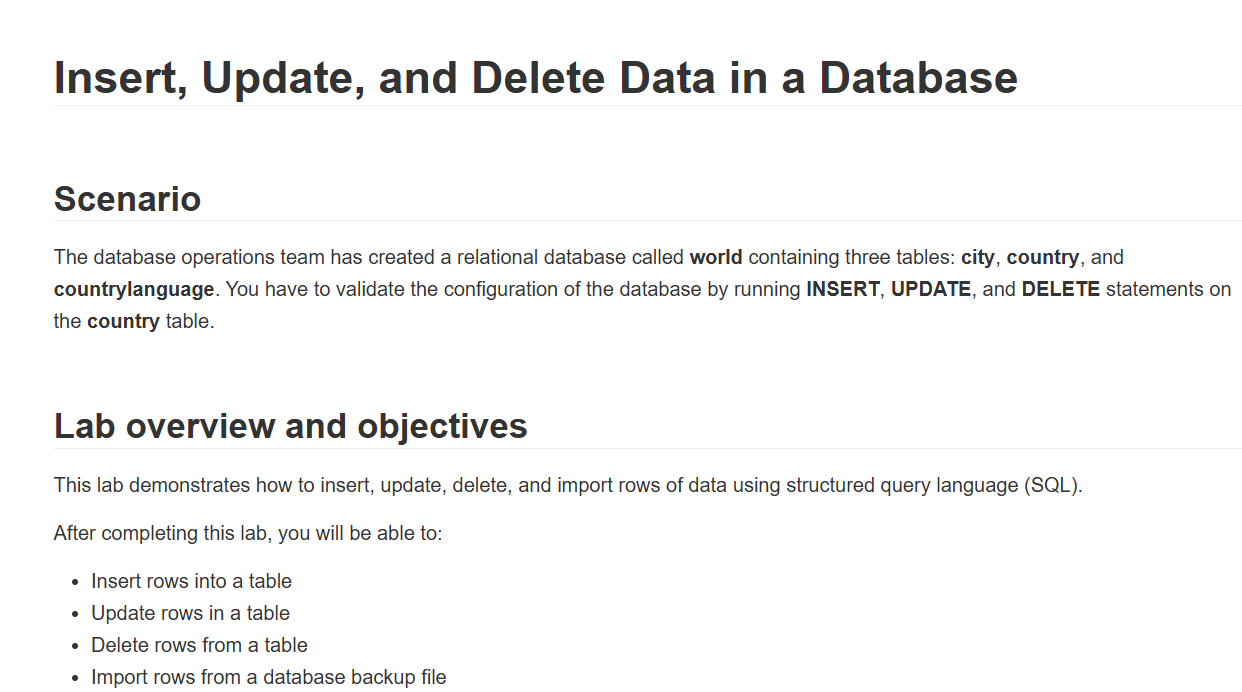 Insert, Update, and Delete Data in a Database
Scenario
The database operations team has created a relational database called world containing three tables: city, country, and
countrylanguage. You have to validate the configuration of the database by running INSERT, UPDATE, and DELETE statements on
the country table.
Lab overview and objectives
This lab demonstrates how to insert, update, delete, and import rows of data using structured query language (SQL).
After completing this lab, you will be able to:
• Insert rows into a table
• Update rows in a table
• Delete rows from a table
• Import rows from a database backup file